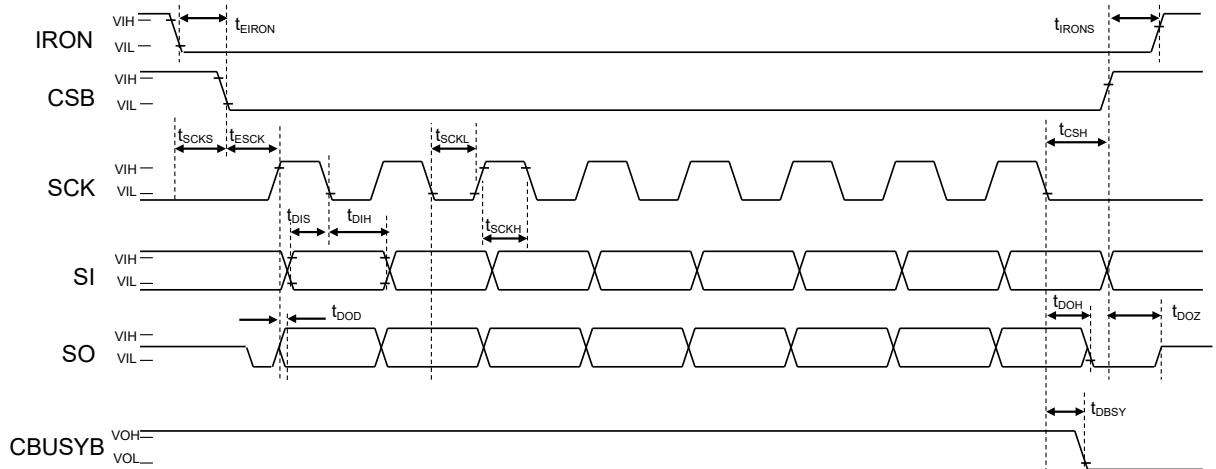 VIH
tEIRON
tIRONS
IRON
VIL
VIH
CSB
VIL
tSCKS
tESCK
tSCKL
tCSH
VIH
SCK
VIL
tDIS
tDIH
tSCKH
VIH
SI
VIL
tDOD
tDOH
tDOZ
VIH
SO
VIL
tDBSY
VOH
CBUSYB
VOL